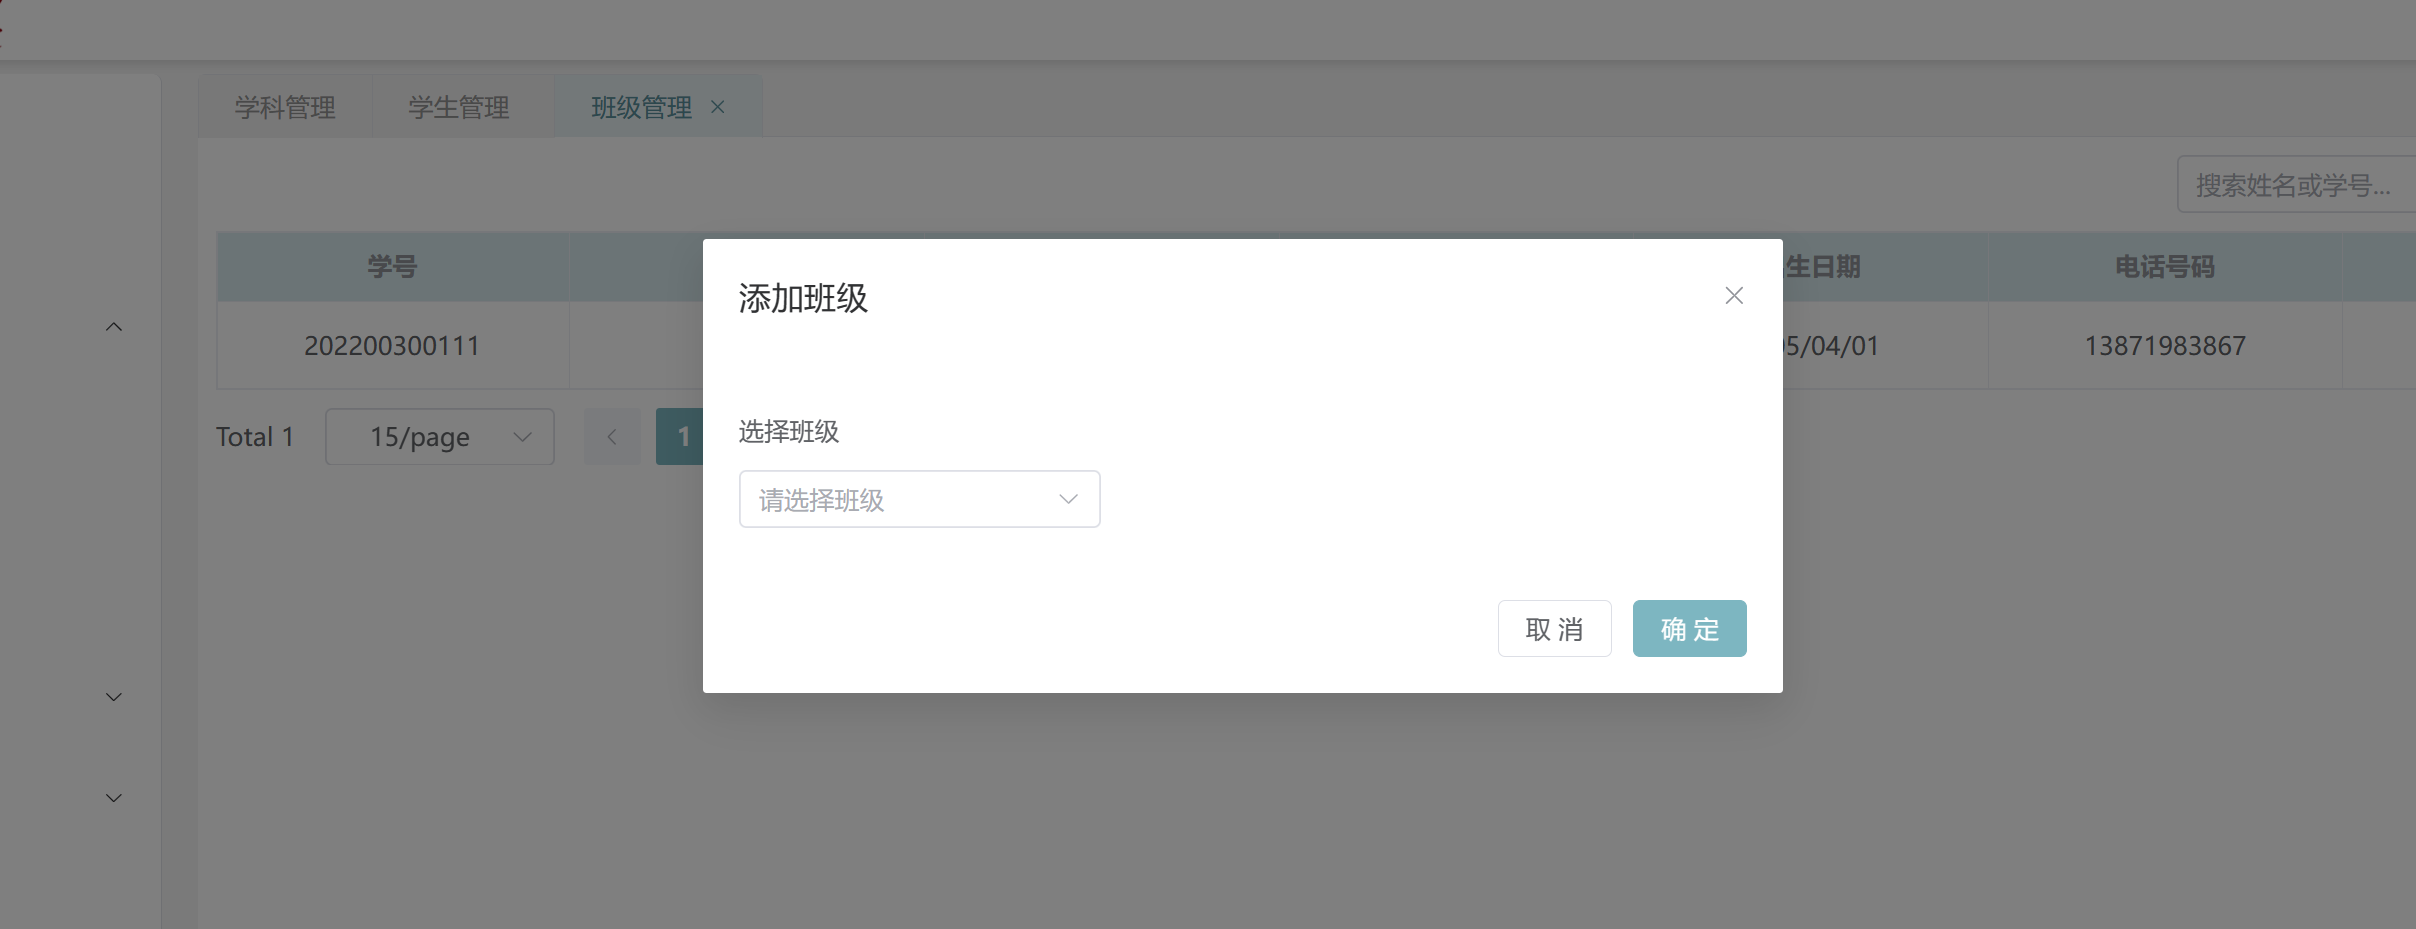 学科管理
学生管理
班级管理
搜索姓名或学号...
学号
生日期
电话号码
202200300111
5/04/01
13871983867
Total 1
15/page
1
添加班级
选择班级
请选择班级
取 消
确 定